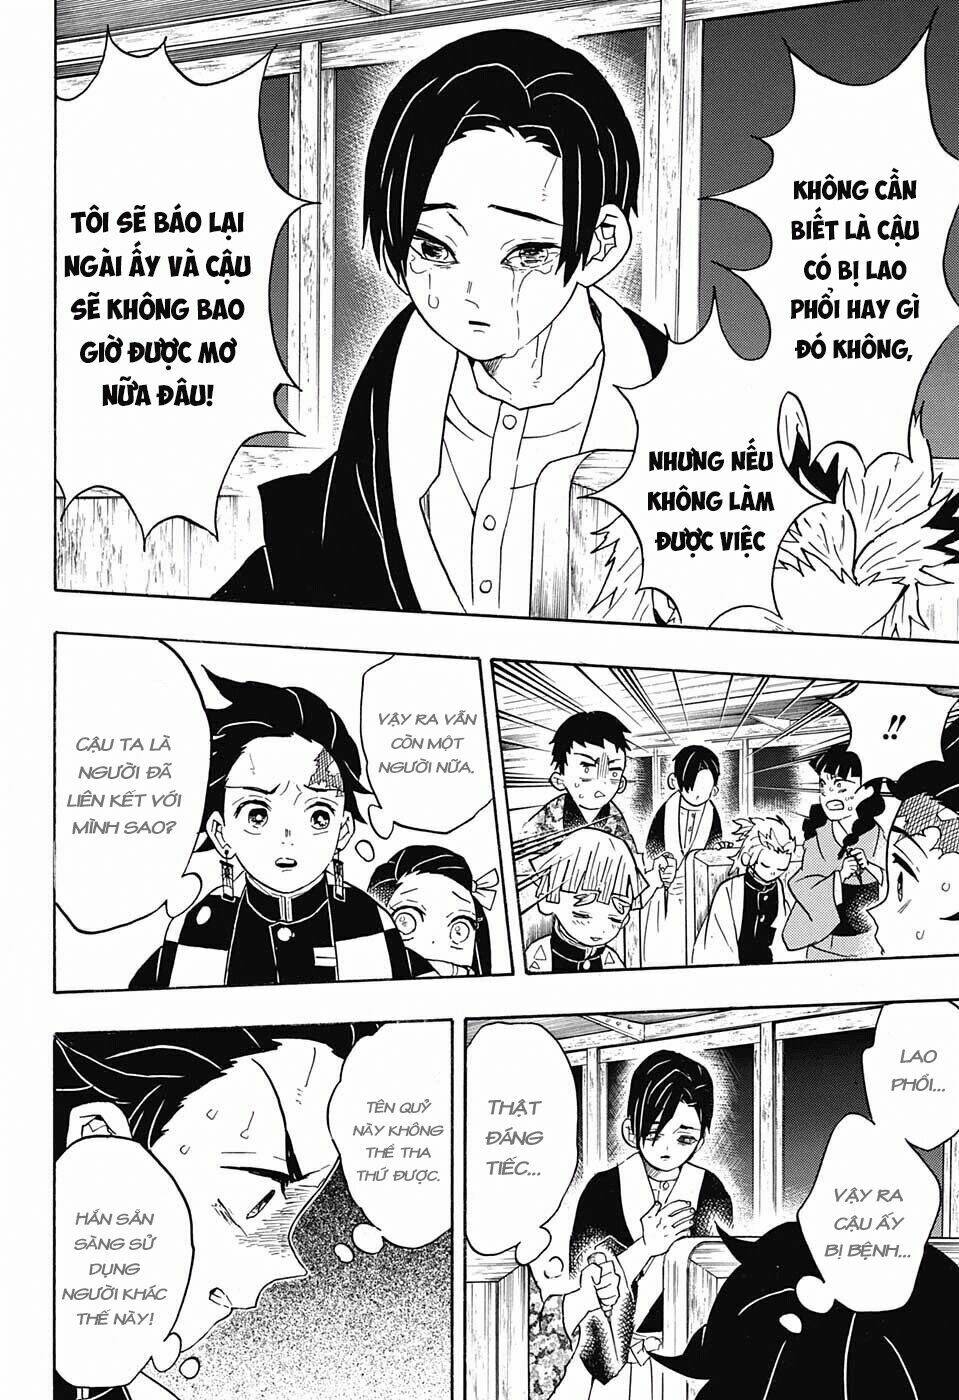 KHÔNG CẦN
BIẾT LÀ CẬU
CÓ BỊ LAO
PHỔI HAY GÌ
ĐÓ KHÔNG,
NHƯNG NẾU
KHÔNG LÀM
ĐƯỢC VIỆC
TÔI SẼ BÁO LẠI
NGÀI ẤY VÀ CẬU
SẼ KHÔNG BAO
GIỜ ĐƯỢC MƠ
NỮA ĐÂU!
!!
VẬY RA VẪN
CÒN MỘT
NGƯỜI NỮA.
CẬU TA LÀ
NGƯỜI ĐÃ
LIÊN KẾT VỚI
MÌNH SAO?
LAO
PHỔI...
VẬY RA
CẬU ẤY
BỊ BỆNH...
THẬT
ĐÁNG
TIẾC...
TÊN QUỶ
NÀY KHÔNG
THỂ THA
THỨ ĐƯỢC.
HẮN SẴN
SÀNG SỬ
DỤNG
NGƯỜI KHÁC
THẾ NÀY!